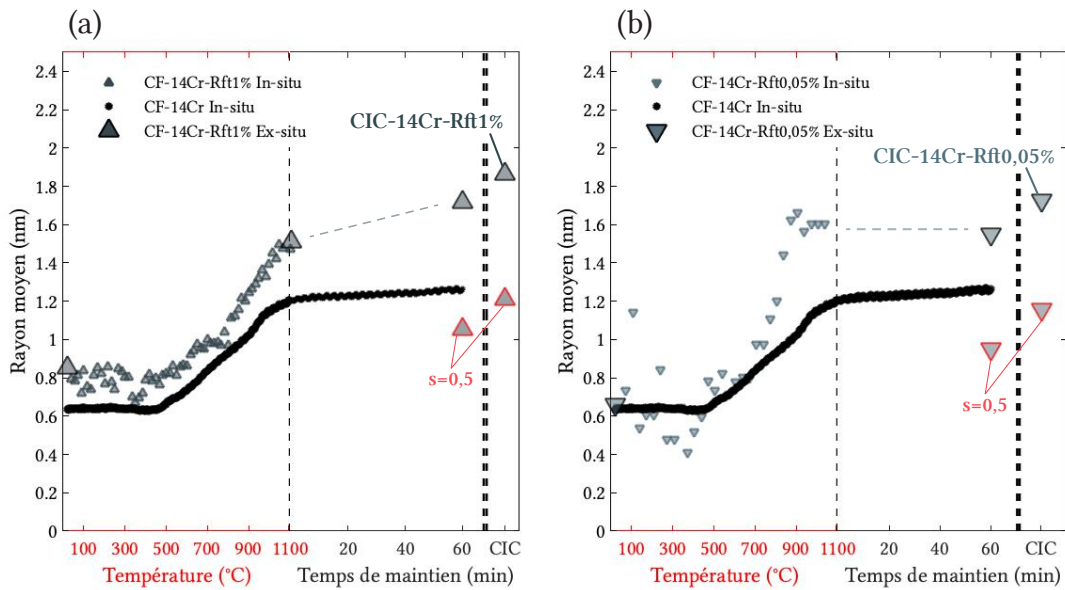 (a)
2.4
2.2
2
1.8
1.6
1.4
1.2
1
0.8
0.6
0.4
0.2
0
Rayon moyen (nm)
CF-14Cr-Rft1% In-situ
CF-14Cr In-situ
CF-14Cr-Rft1% Ex-situ
CIC-14Cr-Rft1%
s=0,5
100 300 500 700 900 1100 20 40 60 CIC
Température (°C) Temps de maintien (min)
(b)
2.4
2.2
2
1.8
1.6
1.4
1.2
1
0.8
0.6
0.4
0.2
0
Rayon moyen (nm)
CF-14Cr-Rft0,05% In-situ
CF-14Cr In-situ
CF-14Cr-Rft0,05% Ex-situ
CIC-14Cr-Rft0,05%
s=0,5
100 300 500 700 900 1100 20 40 60 CIC
Température (°C) Temps de maintien (min)